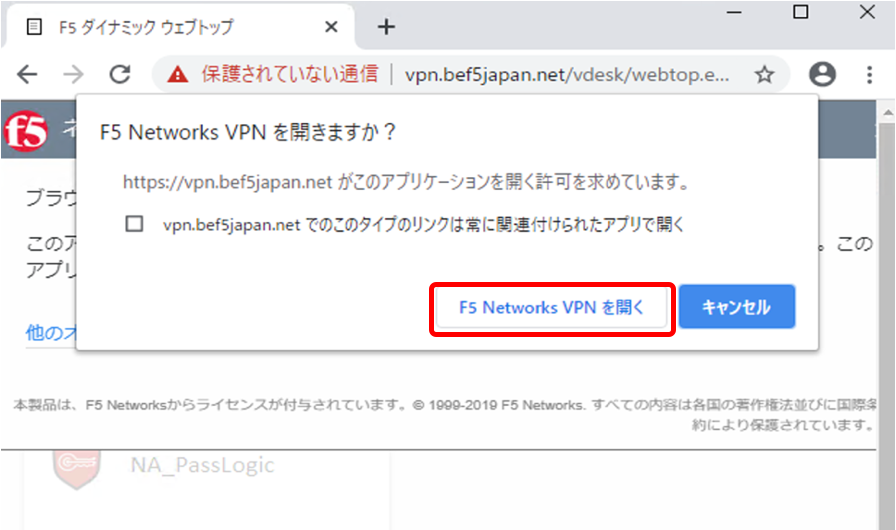 F5 ダイナミック ウェブトップ
保護されていない通信 | vpn.bef5japan.net/vdesk/webtop.e...
f5 ネ
F5 Networks VPN を開きますか？
https://vpn.bef5japan.net がこのアプリケーションを開く許可を求めています。
ブラウ
vpn.bef5japan.net でのこのタイプのリンクは常に関連付けられたアプリで開く
このア 。この
アプリ
F5 Networks VPN を開く キャンセル
他のオ
本製品は、F5 Networksからライセンスが付与されています。© 1999-2019 F5 Networks. すべての内容は各国の著作権法並びに国際条
約により保護されています。
NA_PassLogic